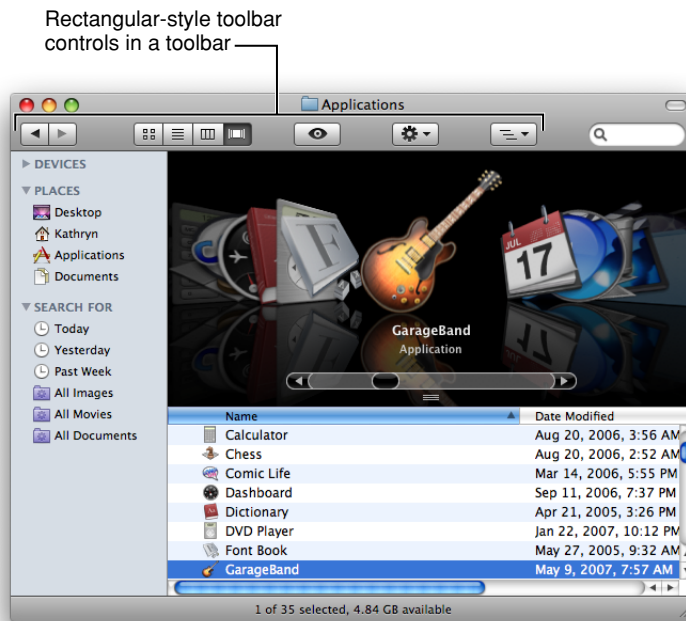 Rectangular-style toolbar
controls in a toolbar
Applications
DEVICES
PLACES
Desktop
Kathryn
Applications
Documents
SEARCH FOR
Today
Yesterday
Past Week
All Images
All Movies
All Documents
F
JUL
17
GarageBand
Application
Name Date Modified
Calculator Aug 20, 2006, 3:56 AM
Chess Aug 20, 2006, 2:52 AM
Comic Life Mar 14, 2006, 5:55 PM
Dashboard Sep 11, 2006, 7:37 PM
Dictionary Apr 21, 2005, 3:26 PM
DVD Player Jan 22, 2007, 10:12 PM
Font Book May 27, 2005, 9:32 AM
GarageBand May 9, 2007, 7:57 AM
1 of 35 selected, 4.84 GB available